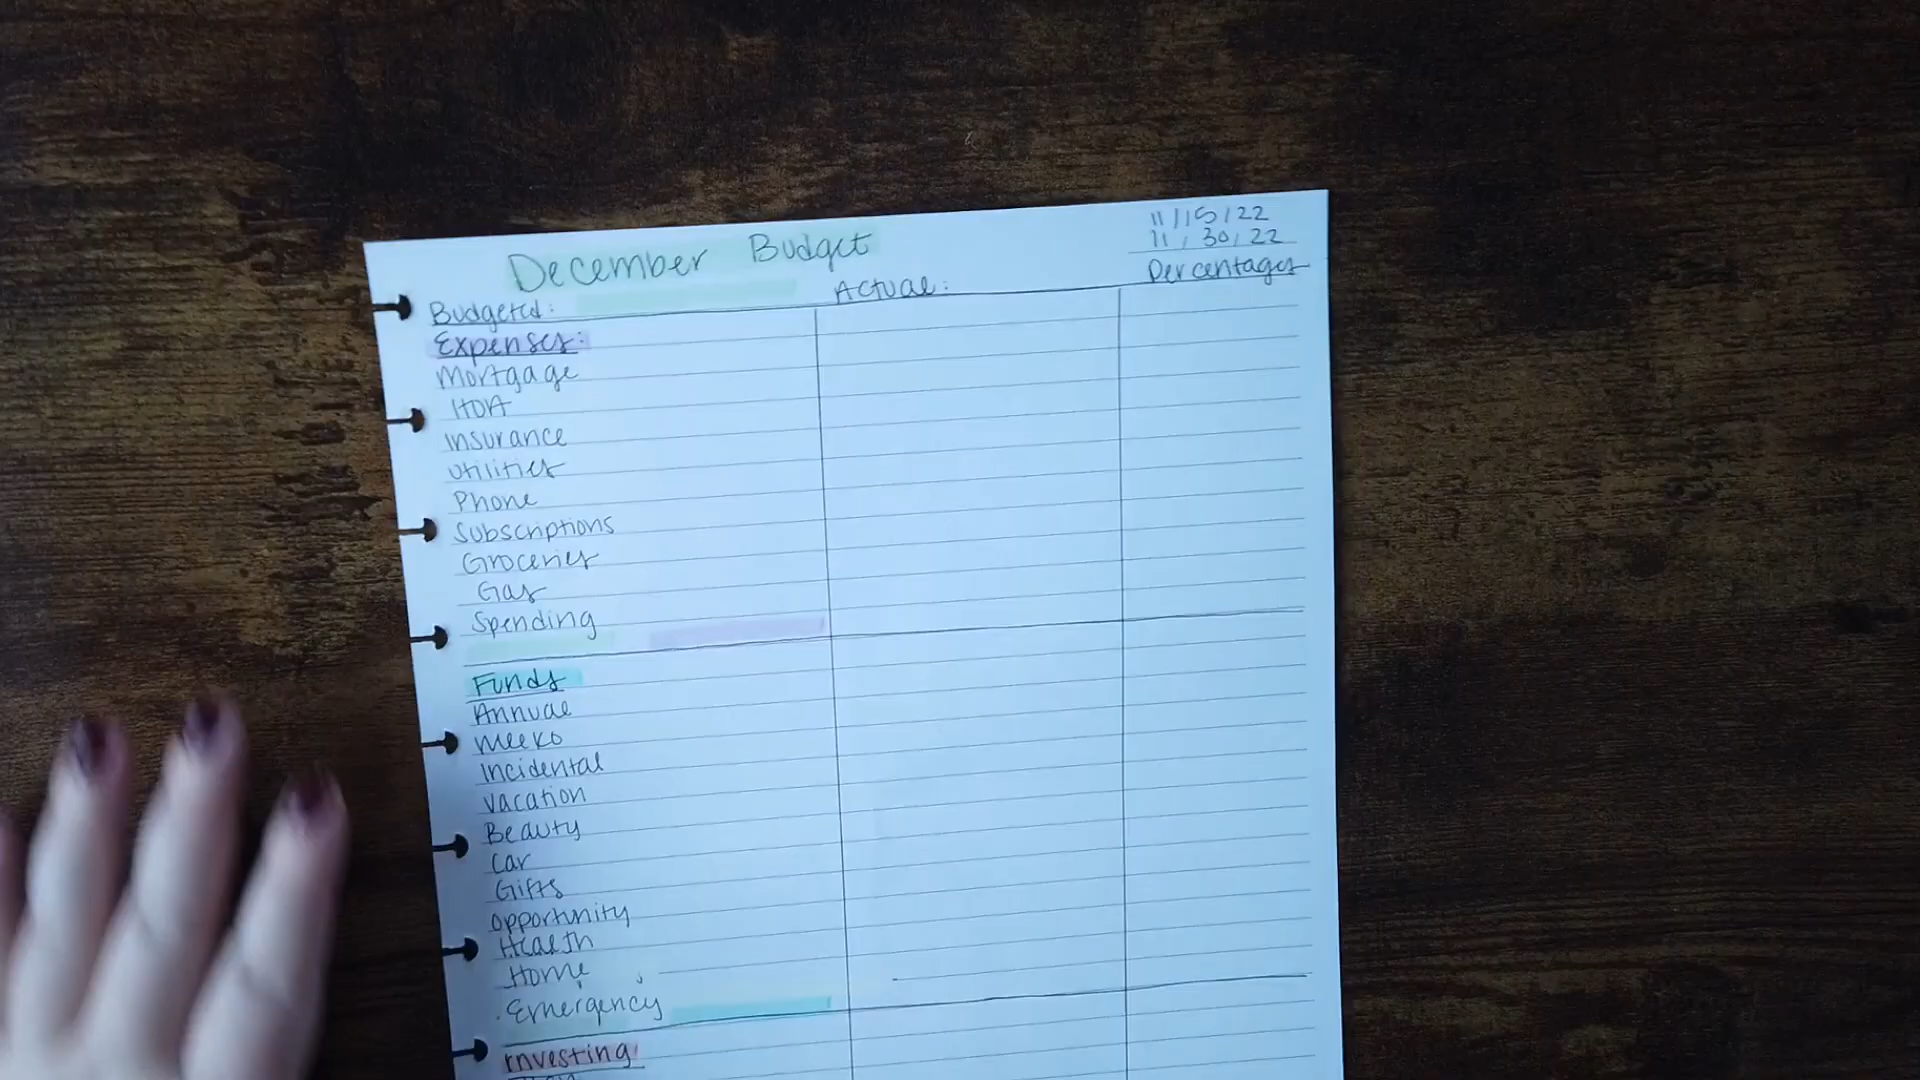 December Budget
11/15/22
11/30/22
Budgeted:
Actual:
Percentages
Expenses:
Mortgage
HOA
Insurance
Utilities
Phone
Subscriptions
Groceries
Gas
Spending
Funds
Annual
Meeko
Incidental
Vacation
Beauty
Car
Gifts
Opportunity
Health
Home
Emergency
Investing